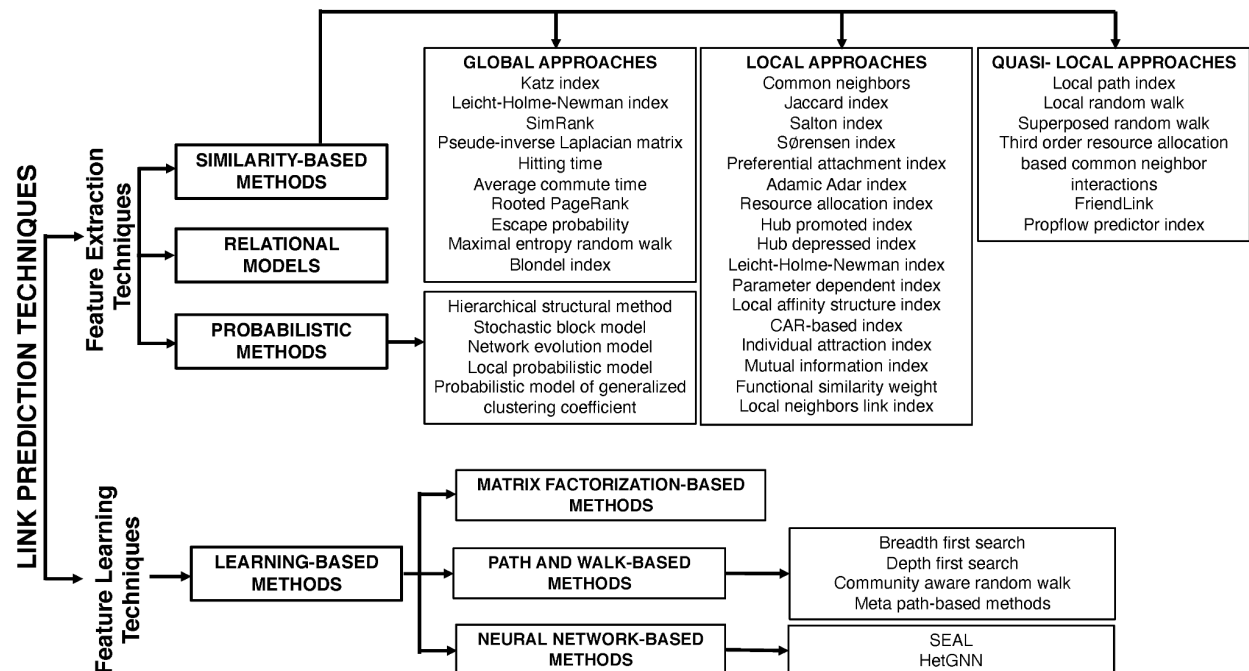 LINK PREDICTION TECHNIQUES
Feature Extraction
Techniques
SIMILARITY-BASED
METHODS
RELATIONAL
MODELS
PROBABILISTIC
METHODS
GLOBAL APPROACHES
Katz index
Leicht-Holme-Newman index
SimRank
Pseude-inverse Laplacian matrix
Hitting time
Average commute time
Rooted PageRank
Escape probability
Maximal entropy random walk
Blondel index
LOCAL APPROACHES
Common neighbors
Jaccard index
Salton index
Sørensen index
Preferential attachment index
Adamic Adar index
Resource allocation index
Hub promoted index
Hub depressed index
Leicht-Holme-Newman index
Parameter dependent index
Local affinity structure index
CAR-based index
Individual attraction index
Mutual information index
Functional similarity weight
Local neighbors link index
QUASI- LOCAL APPROACHES
Local path index
Local random walk
Superposed random walk
Third order resource allocation
based common neighbor
interactions
FriendLink
Propflow predictor index
Hierarchical structural method
Stochastic block model
Network evolution model
Local probabilistic model
Probabilistic model of generalized
clustering coefficient
Feature Learning
Techniques
LEARNING-BASED
METHODS
MATRIX FACTORIZATION-BASED
METHODS
PATH AND WALK-BASED
METHODS
Breadth first search
Depth first search
Community aware random walk
Meta path-based methods
NEURAL NETWORK-BASED
METHODS
SEAL
HetGNN